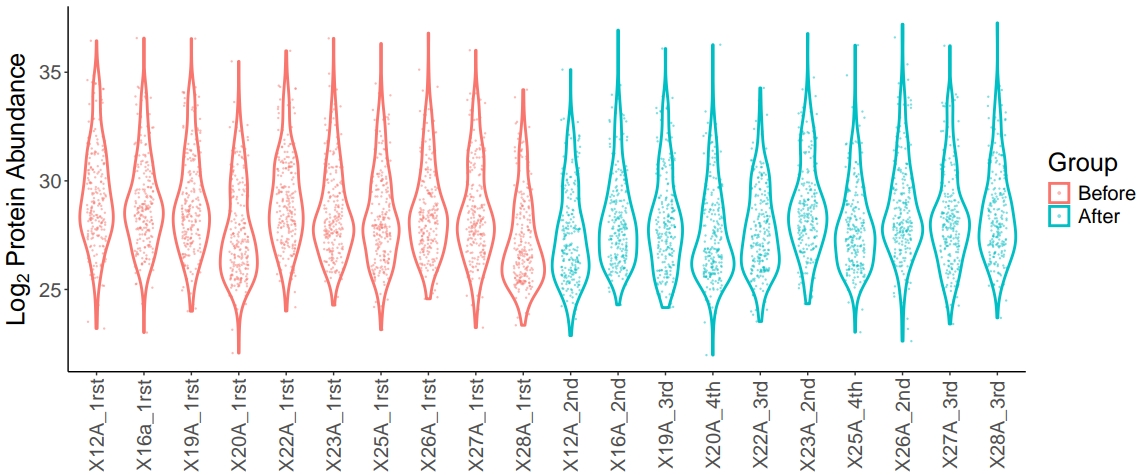 Log2 Protein Abundance
35
30
25
X12A_1rst
X16a_1rst
X19A_1rst
X20A_1rst
X22A_1rst
X23A_1rst
X25A_1rst
X26A_1rst
X27A_1rst
X28A_1rst
X12A_2nd
X16A_2nd
X19A_3rd
X20A_4th
X22A_3rd
X23A_2nd
X25A_4th
X26A_2nd
X27A_3rd
X28A_3rd
Group
Before
After